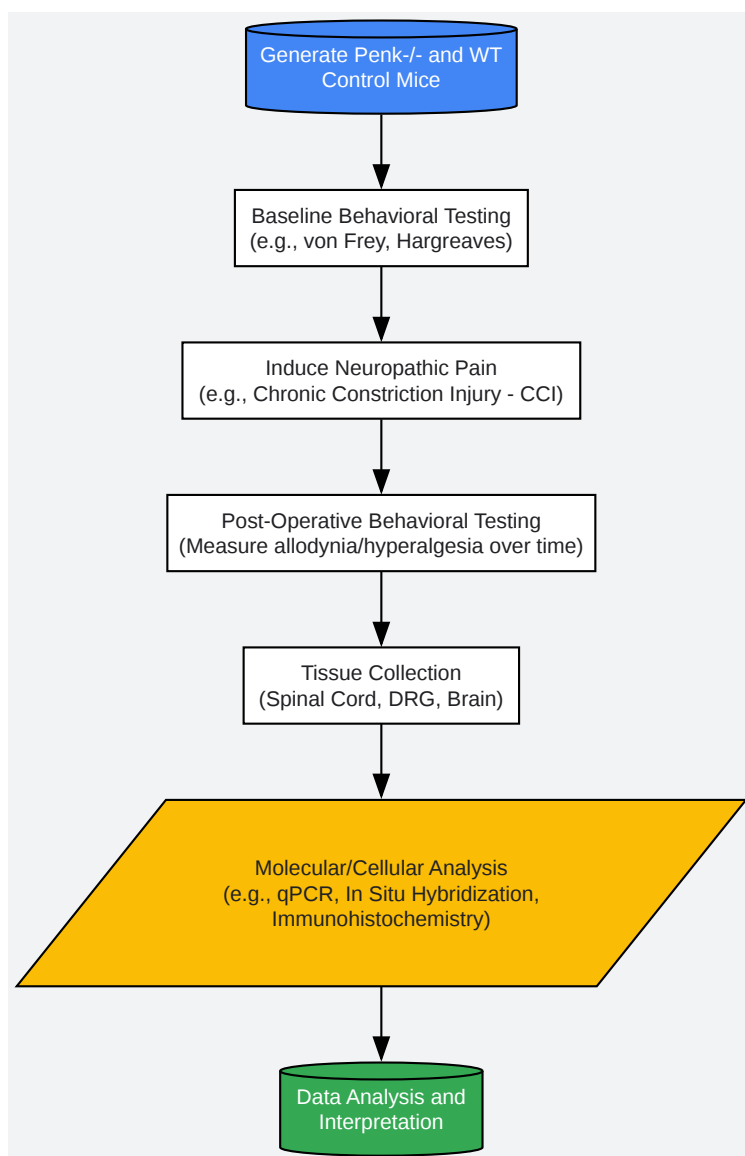 Generate Penk-/- and WT
Control Mice
Baseline Behavioral Testing
(e.g., von Frey, Hargreaves)
Induce Neuropathic Pain
(e.g., Chronic Constriction Injury - CCI)
Post-Operative Behavioral Testing
(Measure allodynia/hyperalgesia over time)
Tissue Collection
(Spinal Cord, DRG, Brain)
Molecular/Cellular Analysis
(e.g., qPCR, In Situ Hybridization,
Immunohistochemistry)
Data Analysis and
Interpretation